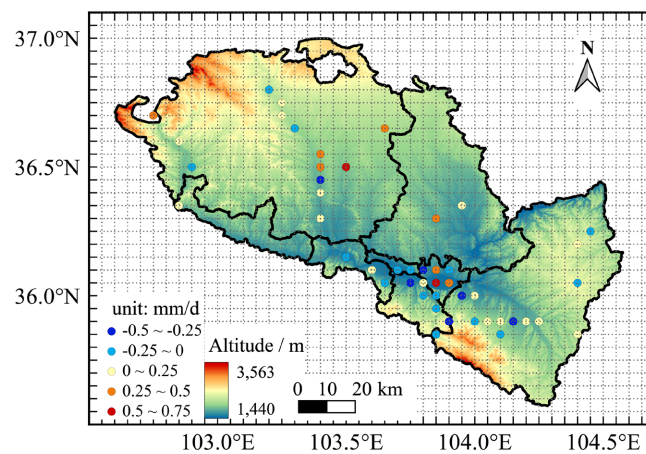 37.0°N
N
36.5°N
36.0°N
unit: mm/d
-0.5 ~ -0.25
-0.25 ~ 0
0 ~ 0.25
0.25 ~ 0.5
0.5 ~ 0.75
Altitude / m
3,563
1,440
0 10 20 km
103.0°E 103.5°E 104.0°E 104.5°E